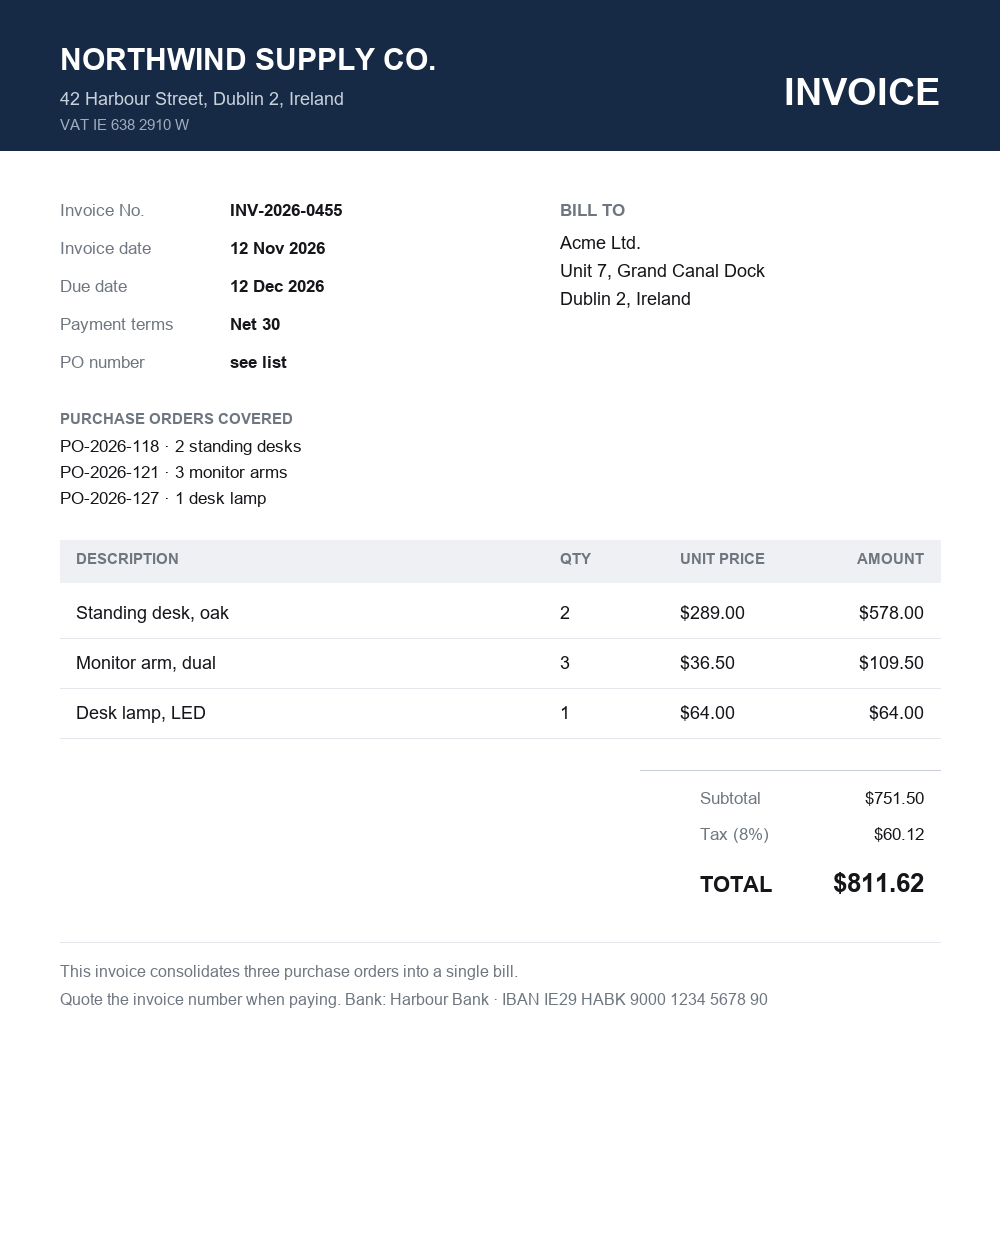 NORTHWIND SUPPLY CO.
42 Harbour Street, Dublin 2, Ireland
VAT IE 638 2910 W
INVOICE
Invoice No. INV-2026-0455
Invoice date 12 Nov 2026
Due date 12 Dec 2026
Payment terms Net 30
PO number see list
BILL TO
Acme Ltd.
Unit 7, Grand Canal Dock
Dublin 2, Ireland
PURCHASE ORDERS COVERED
PO-2026-118 · 2 standing desks
PO-2026-121 · 3 monitor arms
PO-2026-127 · 1 desk lamp
DESCRIPTION QTY UNIT PRICE AMOUNT
Standing desk, oak 2 $289.00 $578.00
Monitor arm, dual 3 $36.50 $109.50
Desk lamp, LED 1 $64.00 $64.00
Subtotal $751.50
Tax (8%) $60.12
TOTAL $811.62
This invoice consolidates three purchase orders into a single bill.
Quote the invoice number when paying. Bank: Harbour Bank · IBAN IE29 HABK 9000 1234 5678 90